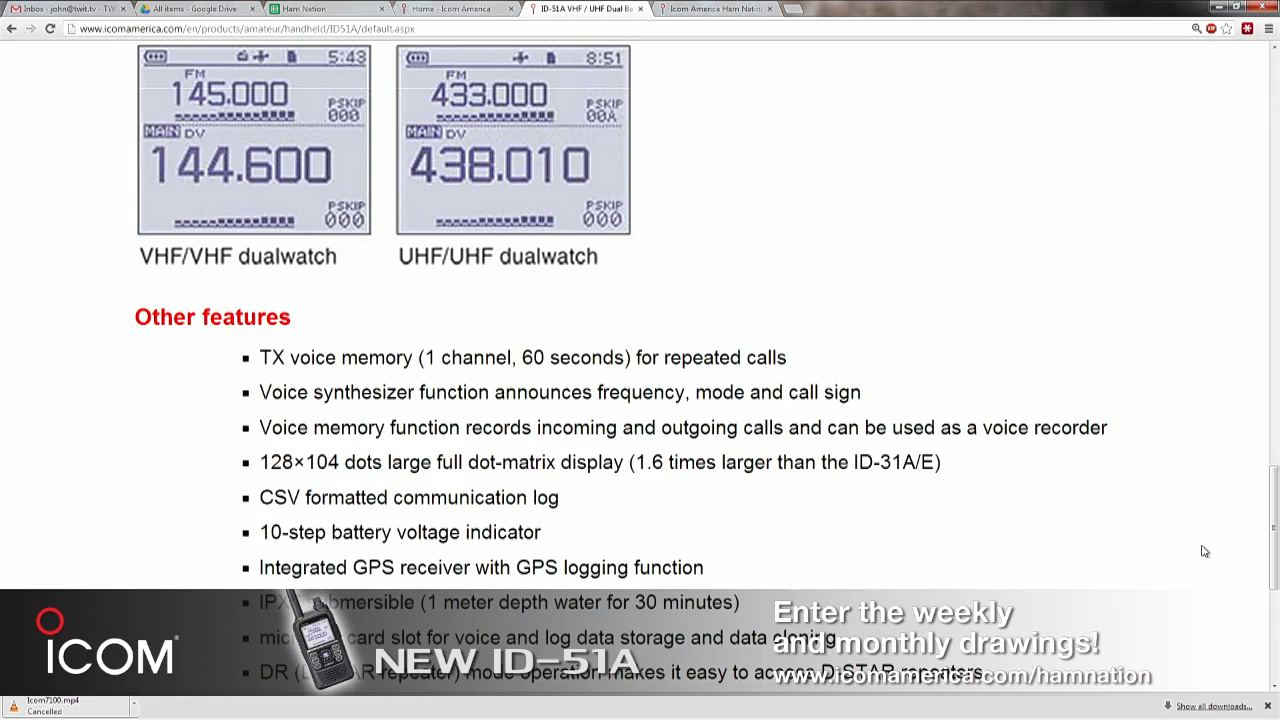 Inbox - john@twit.tv - TW
All items - Google Drive
Ham Nation
Home - Icom America
ID-51A VHF / UHF Dual Ba
Icom America Ham Nati
www.icomamerica.com/en/products/amateur/handheld/ID51A/default.aspx
5:43
FM
145.000
PSKIP
000
MAIN DV
144.600
PSKIP
000
8:51
FM
433.000
PSKIP
00A
MAIN DV
438.010
PSKIP
000
VHF/VHF dualwatch
UHF/UHF dualwatch
Other features
TX voice memory (1 channel, 60 seconds) for repeated calls
Voice synthesizer function announces frequency, mode and call sign
Voice memory function records incoming and outgoing calls and can be used as a voice recorder
128×104 dots large full dot-matrix display (1.6 times larger than the ID-31A/E)
CSV formatted communication log
10-step battery voltage indicator
Integrated GPS receiver with GPS logging function
(1 meter depth water for 30 minutes)
card slot for voice and log data storage and data cloning
DR mode operation makes it easy to access D-STAR repeaters
ICOM®
NEW ID-51A
Enter the weekly
and monthly drawings!
www.icomamerica.com/hamnation
Icom7100.mp4
Cancelled
Show all downloads...